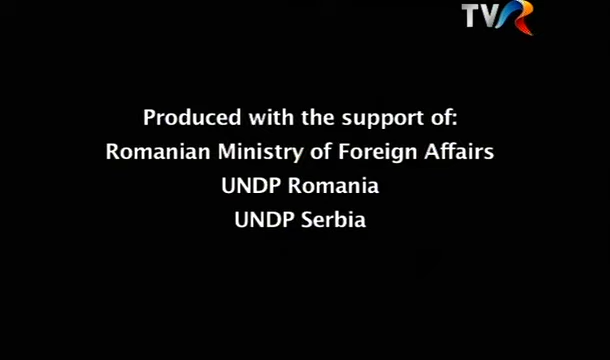 TVR
Produced with the support of:
Romanian Ministry of Foreign Affairs
UNDP Romania
UNDP Serbia